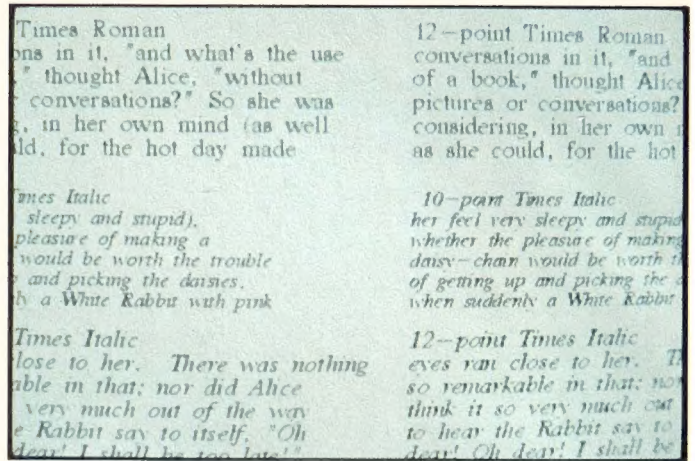 Times Roman
ons in it, "and what's the use
," thought Alice, "without
conversations?" So she was
, in her own mind (as well
ld, for the hot day made
Times Italic
sleepy and stupid),
pleasure of making a
would be worth the trouble
and picking the daisies,
ly a White Rabbit with pink
Times Italic
lose to her. There was nothing
able in that; nor did Alice
very much out of the way
e Rabbit say to itself, "Oh
dear! I shall be too late!"
12-point Times Roman
conversations in it, "and
of a book," thought Alice
pictures or conversations?
considering, in her own
as she could, for the hot
10-point Times Italic
her feel very sleepy and stupid
whether the pleasure of making
daisy-chain would be worth
of getting up and picking the
when suddenly a White Rabbit
12-point Times Italic
eyes ran close to her.
so remarkable in that; nor
think it so very much out
to hear the Rabbit say to
dear! Oh dear! I shall be